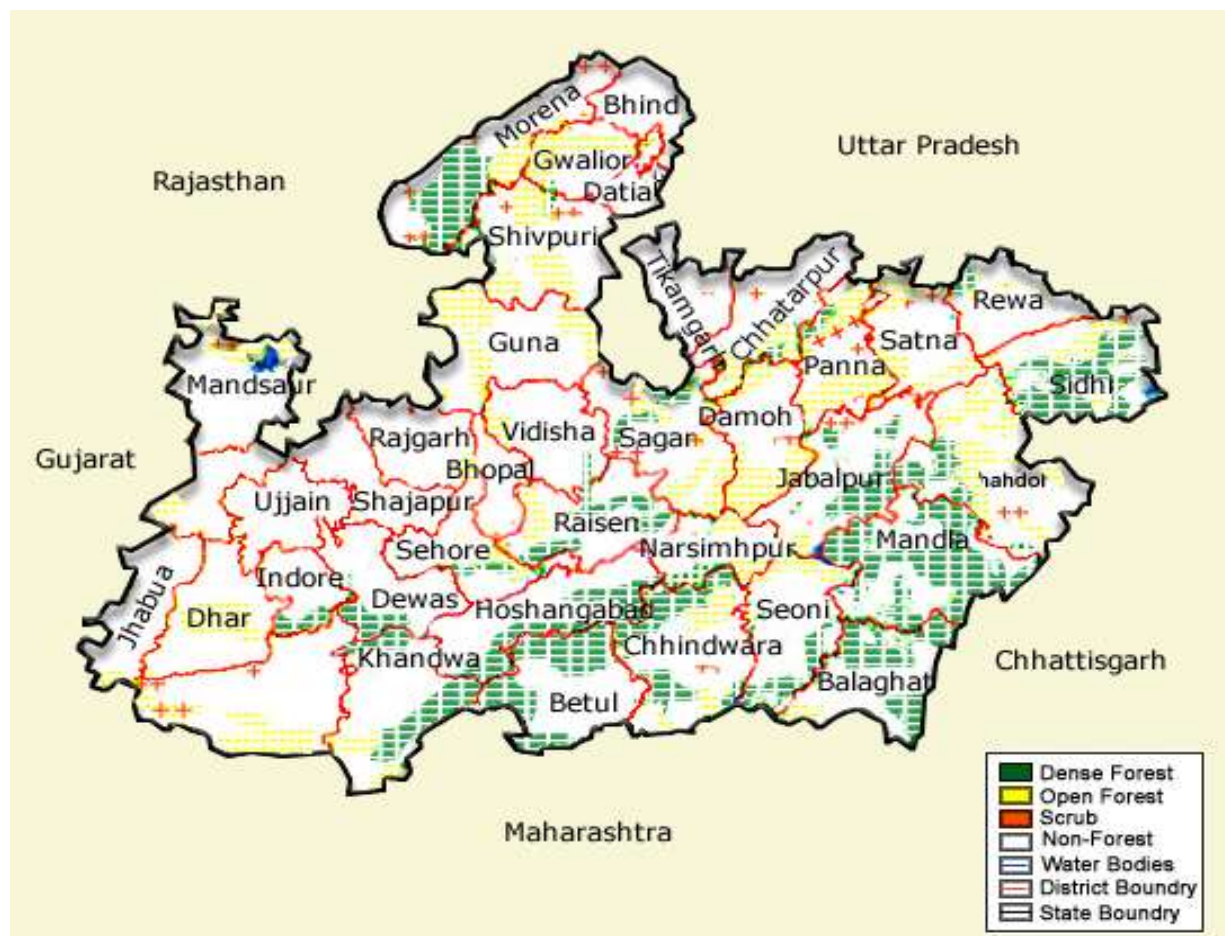 Morena
Bhind
Uttar Pradesh
Gwalior
Rajasthan
Datia
Shivpuri
Tikamgarh
Chhatarpur
Rewa
Guna
Satna
Panna
Mandsaur
Sidhi
Damoh
Rajgarh
Vidisha
Sagar
Gujarat
Bhopal
Jabalpur
hahdol
Ujjain
Shajapur
Raisen
Mandla
Sehore
Narsimhpur
Indore
Jhabua
Dewas
Hoshangabad
Seoni
Dhar
Chhindwara
Khandwa
Chhattisgarh
Balaghat
Betul
Maharashtra
Dense Forest
Open Forest
Scrub
Non-Forest
Water Bodies
District Boundry
State Boundry